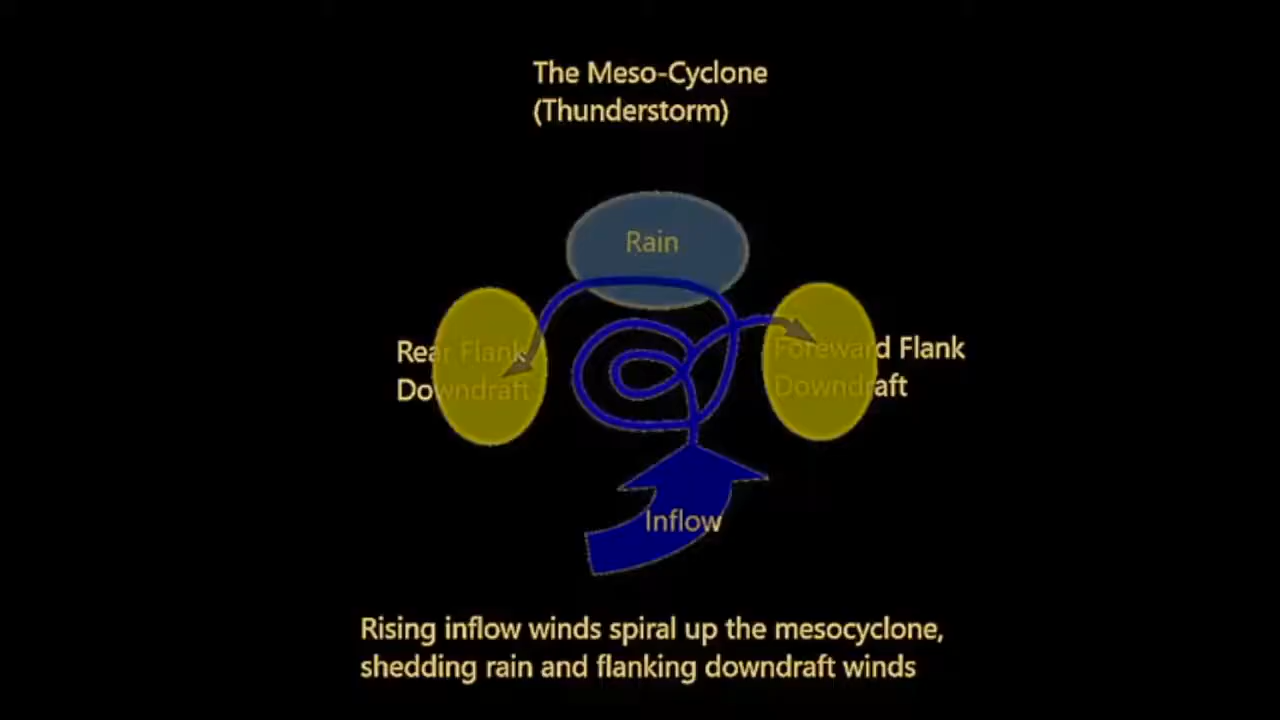 The Meso-Cyclone
(Thunderstorm)
Rain
Rear Flank
Downdraft
Foreward Flank
Downdraft
Inflow
Rising inflow winds spiral up the mesocyclone,
shedding rain and flanking downdraft winds